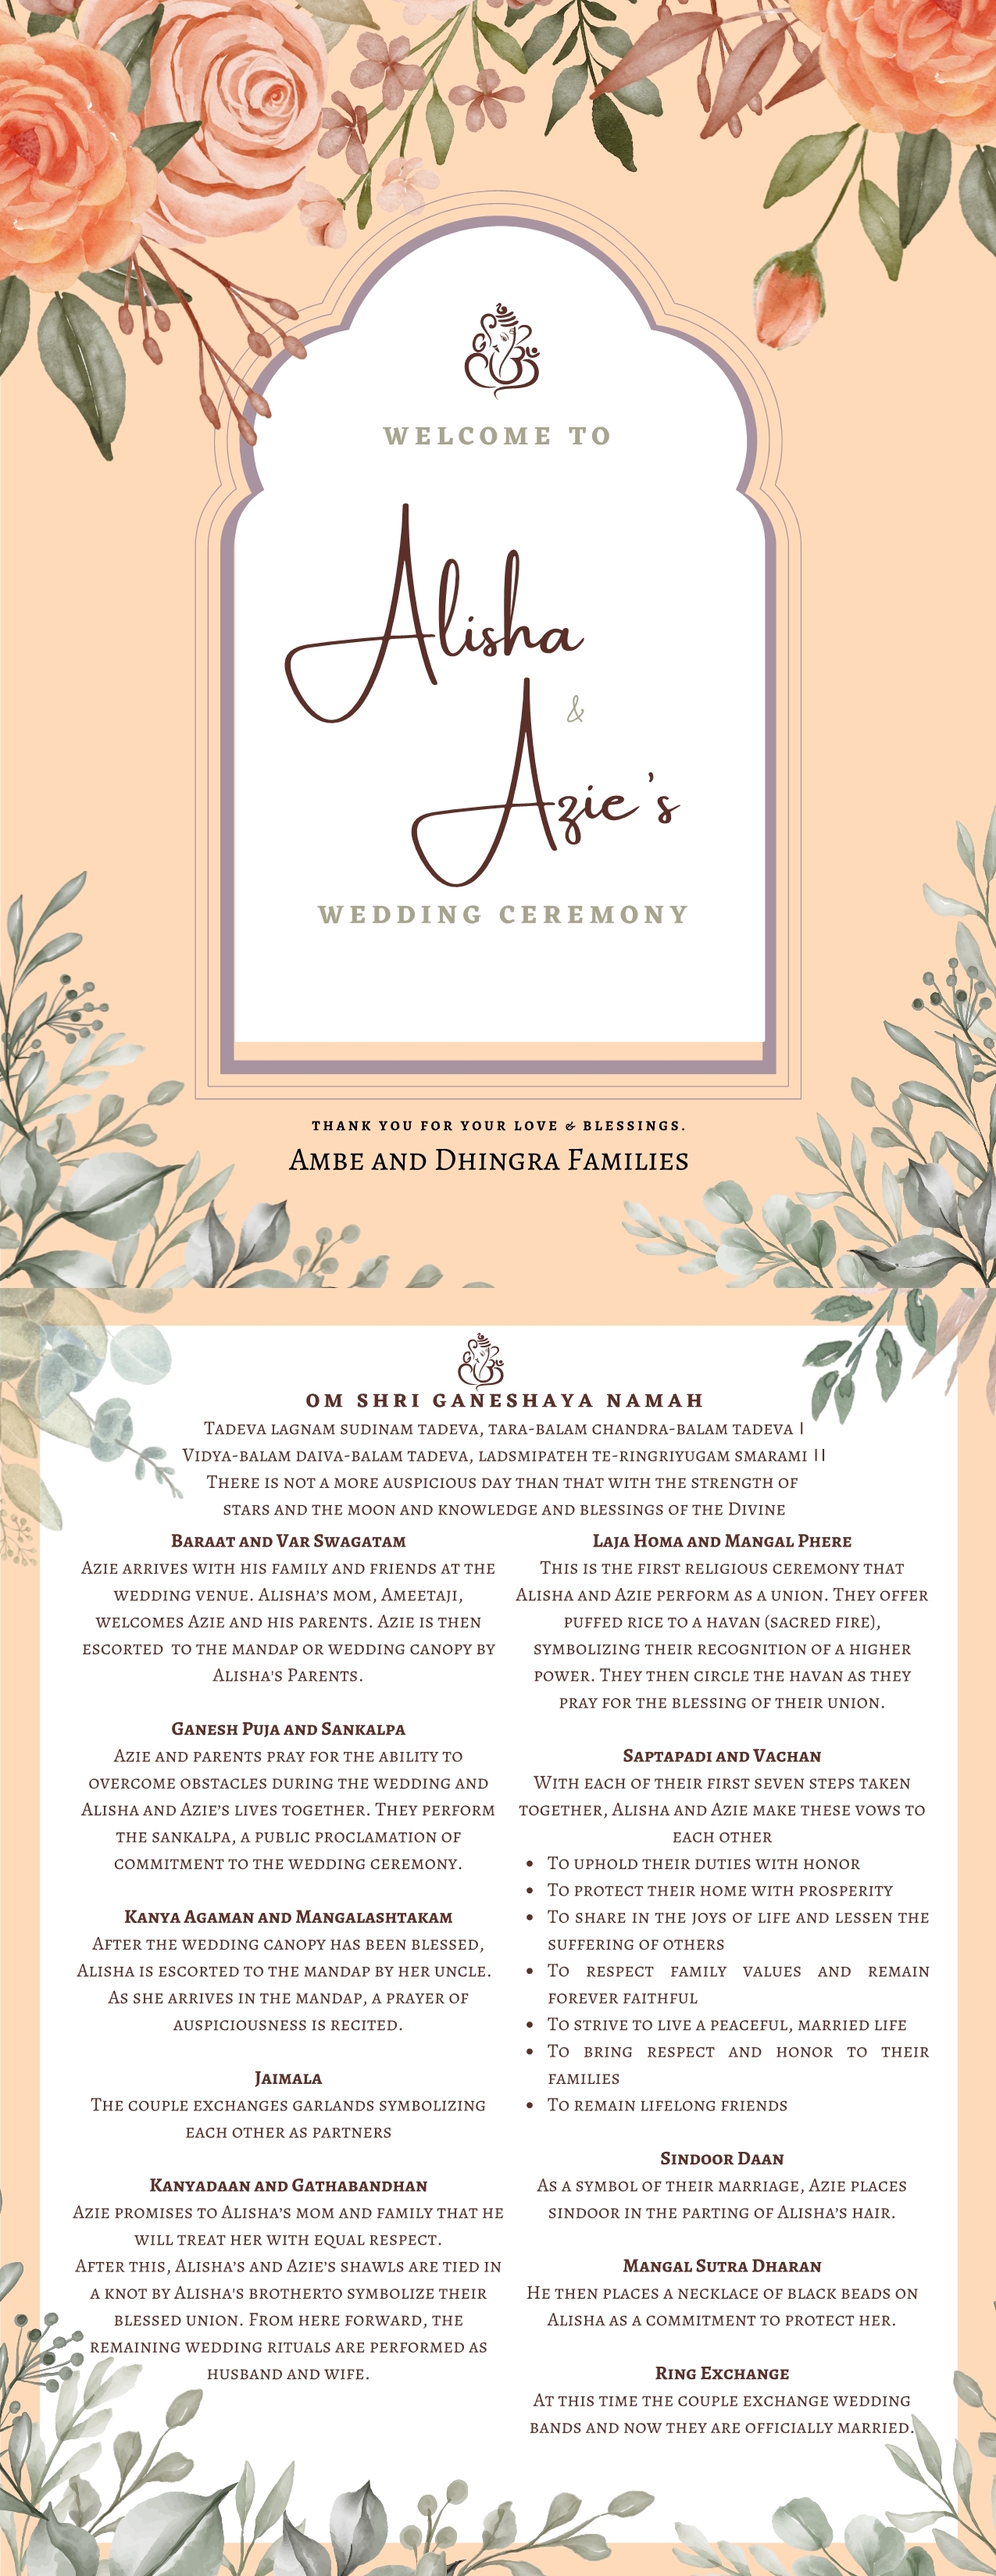 WELCOME TO
Alisha
&
Azie's
WEDDING CEREMONY
THANK YOU FOR YOUR LOVE & BLESSINGS.
Ambe and Dhingra Families
OM SHRI GANESHAYA NAMAH
Tadeva lagnam sudinam tadeva, tara-balam chandra-balam tadeva |
Vidya-balam daiva-balam tadeva, ladsmipateh te-ringriyugam smarami ||
There is not a more auspicious day than that with the strength of
stars and the moon and knowledge and blessings of the Divine
Baraat and Var Swagatam
Azie arrives with his family and friends at the
wedding venue. Alisha's mom, Ameetaji,
welcomes Azie and his parents. Azie is then
escorted to the mandap or wedding canopy by
Alisha's Parents.
Ganesh Puja and Sankalpa
Azie and parents pray for the ability to
overcome obstacles during the wedding and
Alisha and Azie's lives together. They perform
the sankalpa, a public proclamation of
commitment to the wedding ceremony.
Kanya Agaman and Mangalashtakam
After the wedding canopy has been blessed,
Alisha is escorted to the mandap by her uncle.
As she arrives in the mandap, a prayer of
auspiciousness is recited.
Jaimala
The couple exchanges garlands symbolizing
each other as partners
Kanyadaan and Gathabandhan
Azie promises to Alisha's mom and family that he
will treat her with equal respect.
After this, Alisha's and Azie's shawls are tied in
a knot by Alisha's brotherto symbolize their
blessed union. From here forward, the
remaining wedding rituals are performed as
husband and wife.
Laja Homa and Mangal Phere
This is the first religious ceremony that
Alisha and Azie perform as a union. They offer
puffed rice to a havan (sacred fire),
symbolizing their recognition of a higher
power. They then circle the havan as they
pray for the blessing of their union.
Saptapadi and Vachan
With each of their first seven steps taken
together, Alisha and Azie make these vows to
each other
• To uphold their duties with honor
• To protect their home with prosperity
• To share in the joys of life and lessen the
suffering of others
• To respect family values and remain
forever faithful
• To strive to live a peaceful, married life
• To bring respect and honor to their
families
• To remain lifelong friends
Sindoor Daan
As a symbol of their marriage, Azie places
sindoor in the parting of Alisha's hair.
Mangal Sutra Dharan
He then places a necklace of black beads on
Alisha as a commitment to protect her.
Ring Exchange
At this time the couple exchange wedding
bands and now they are officially married.